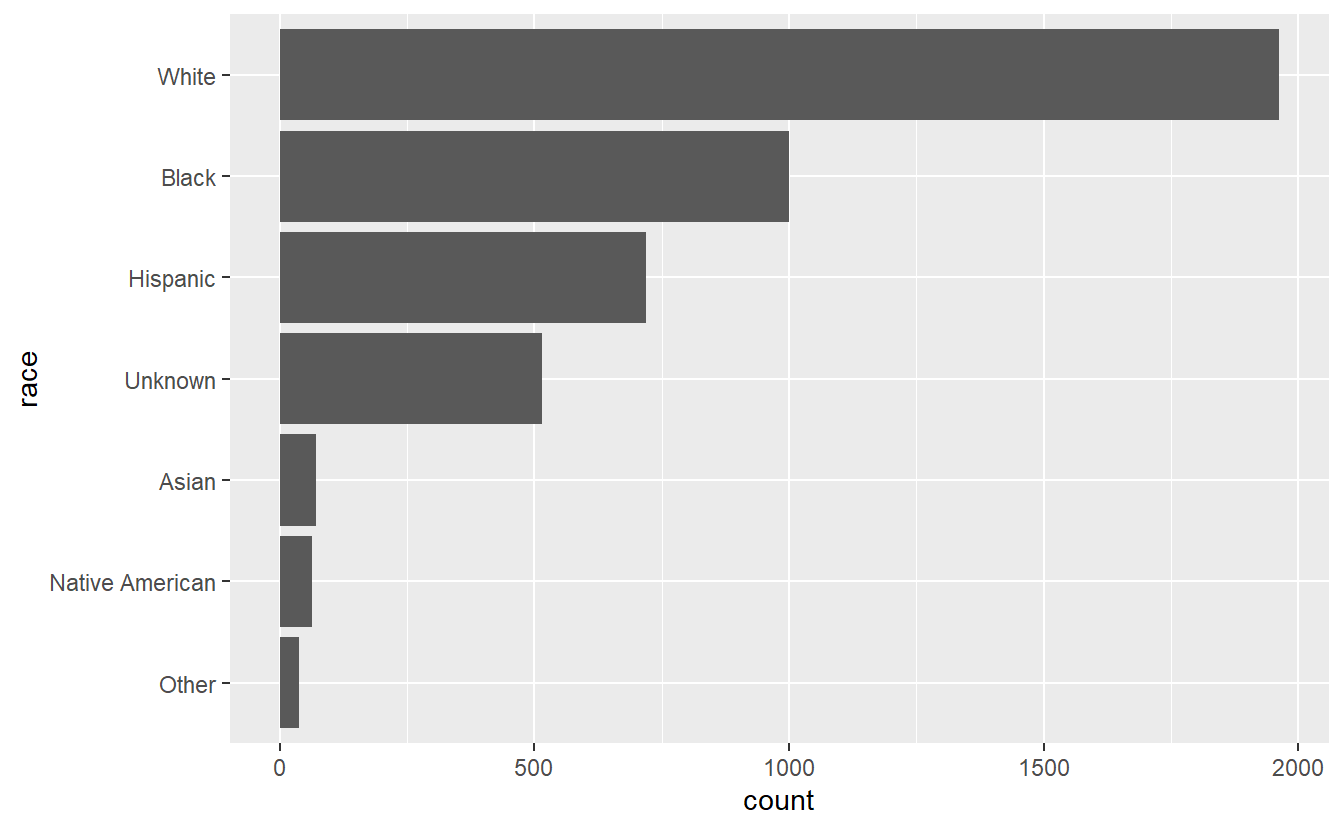 White
Black
Hispanic
Unknown
Asian
Native American
Other
race
0 500 1000 1500 2000
count